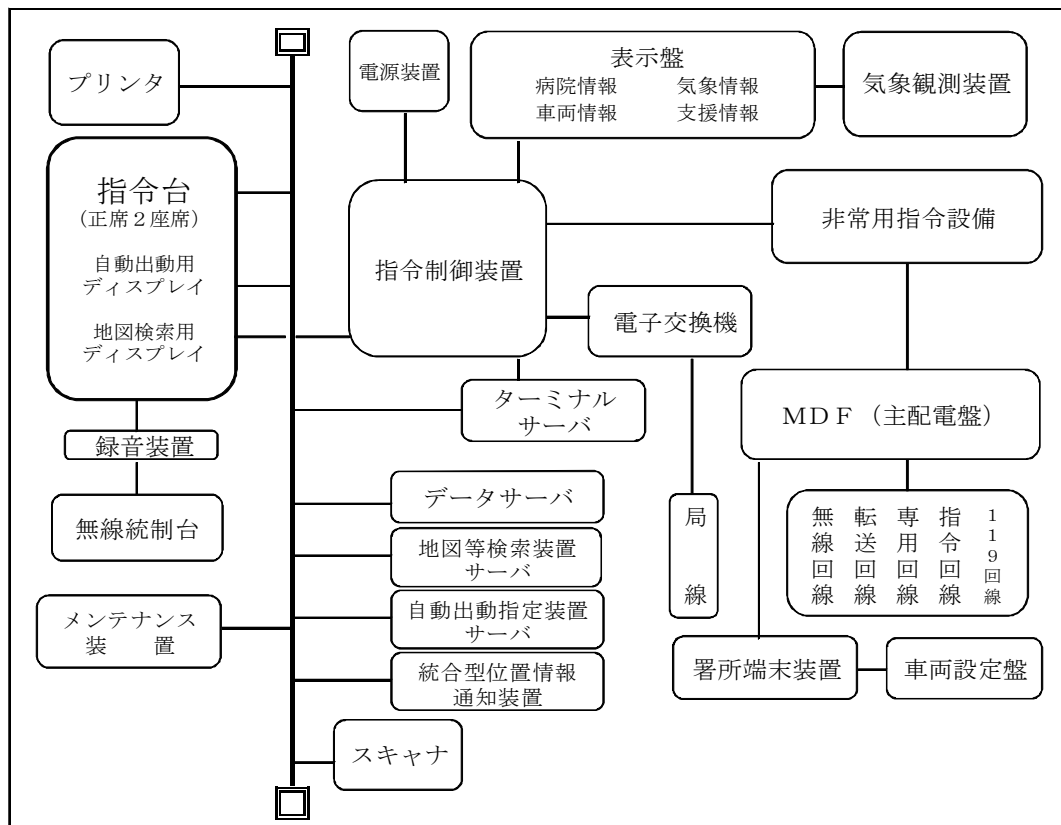 プリンタ
電源装置
表示盤
病院情報 気象情報
車両情報 支援情報
気象観測装置
指令台
(正席２座席)
自動出動用
ディスプレイ
地図検索用
ディスプレイ
指令制御装置
非常用指令設備
電子交換機
ターミナル
サーバ
ＭＤＦ（主配電盤）
録音装置
無線統制台
データサーバ
地図等検索装置
サーバ
自動出動指定装置
サーバ
統合型位置情報
通知装置
スキャナ
メンテナンス
装 置
局 線
無線回線
転送回線
専用回線
指令回線
１１９回線
署所端末装置
車両設定盤